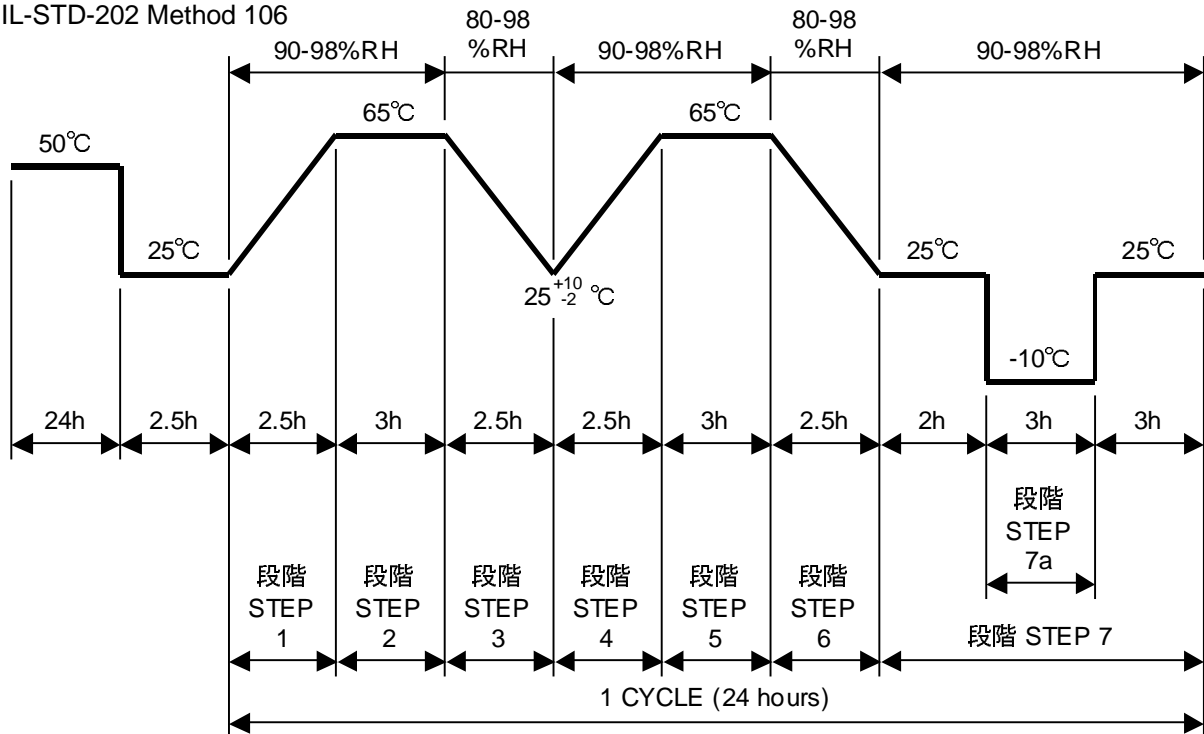 IL-STD-202 Method 106
90-98%RH
80-98
%RH
90-98%RH
80-98
%RH
90-98%RH
50℃
65℃
65℃
25℃
25 +10 -2 ℃
25℃
25℃
-10℃
24h
2.5h
2.5h
3h
2.5h
2.5h
3h
2.5h
2h
3h
3h
段階
STEP
7a
段階
STEP
1
段階
STEP
2
段階
STEP
3
段階
STEP
4
段階
STEP
5
段階
STEP
6
段階 STEP 7
1 CYCLE (24 hours)